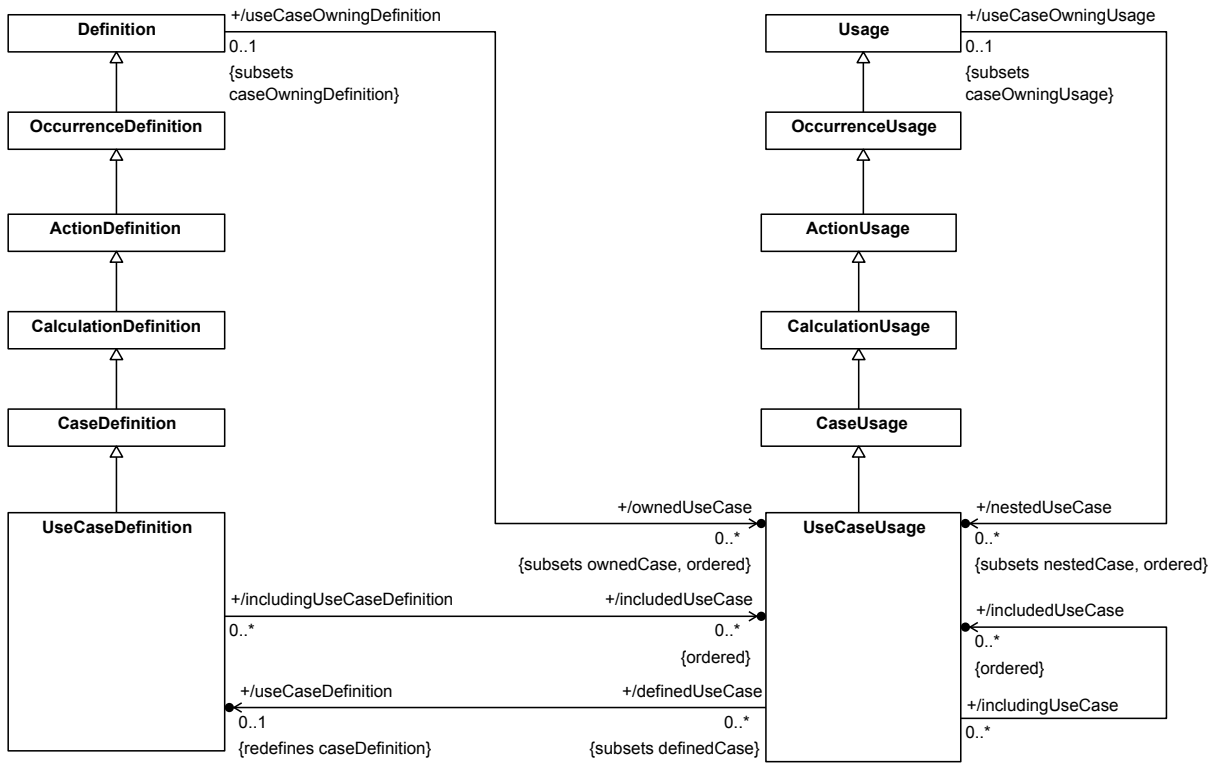 +/useCaseOwningDefinition
+/useCaseOwningUsage
Definition
Usage
0..1
0..1
{subsets
caseOwningDefinition}
{subsets
caseOwningUsage}
OccurrenceDefinition
OccurrenceUsage
ActionDefinition
ActionUsage
CalculationDefinition
CalculationUsage
CaseDefinition
CaseUsage
+/ownedUseCase
+/nestedUseCase
UseCaseDefinition
UseCaseUsage
0..*
0..*
{subsets ownedCase, ordered}
{subsets nestedCase, ordered}
+/includingUseCaseDefinition
+/includedUseCase
+/includedUseCase
0..*
0..*
0..*
{ordered}
{ordered}
+/useCaseDefinition
+/definedUseCase
+/includingUseCase
0..1
0..*
0..*
{redefines caseDefinition}
{subsets definedCase}